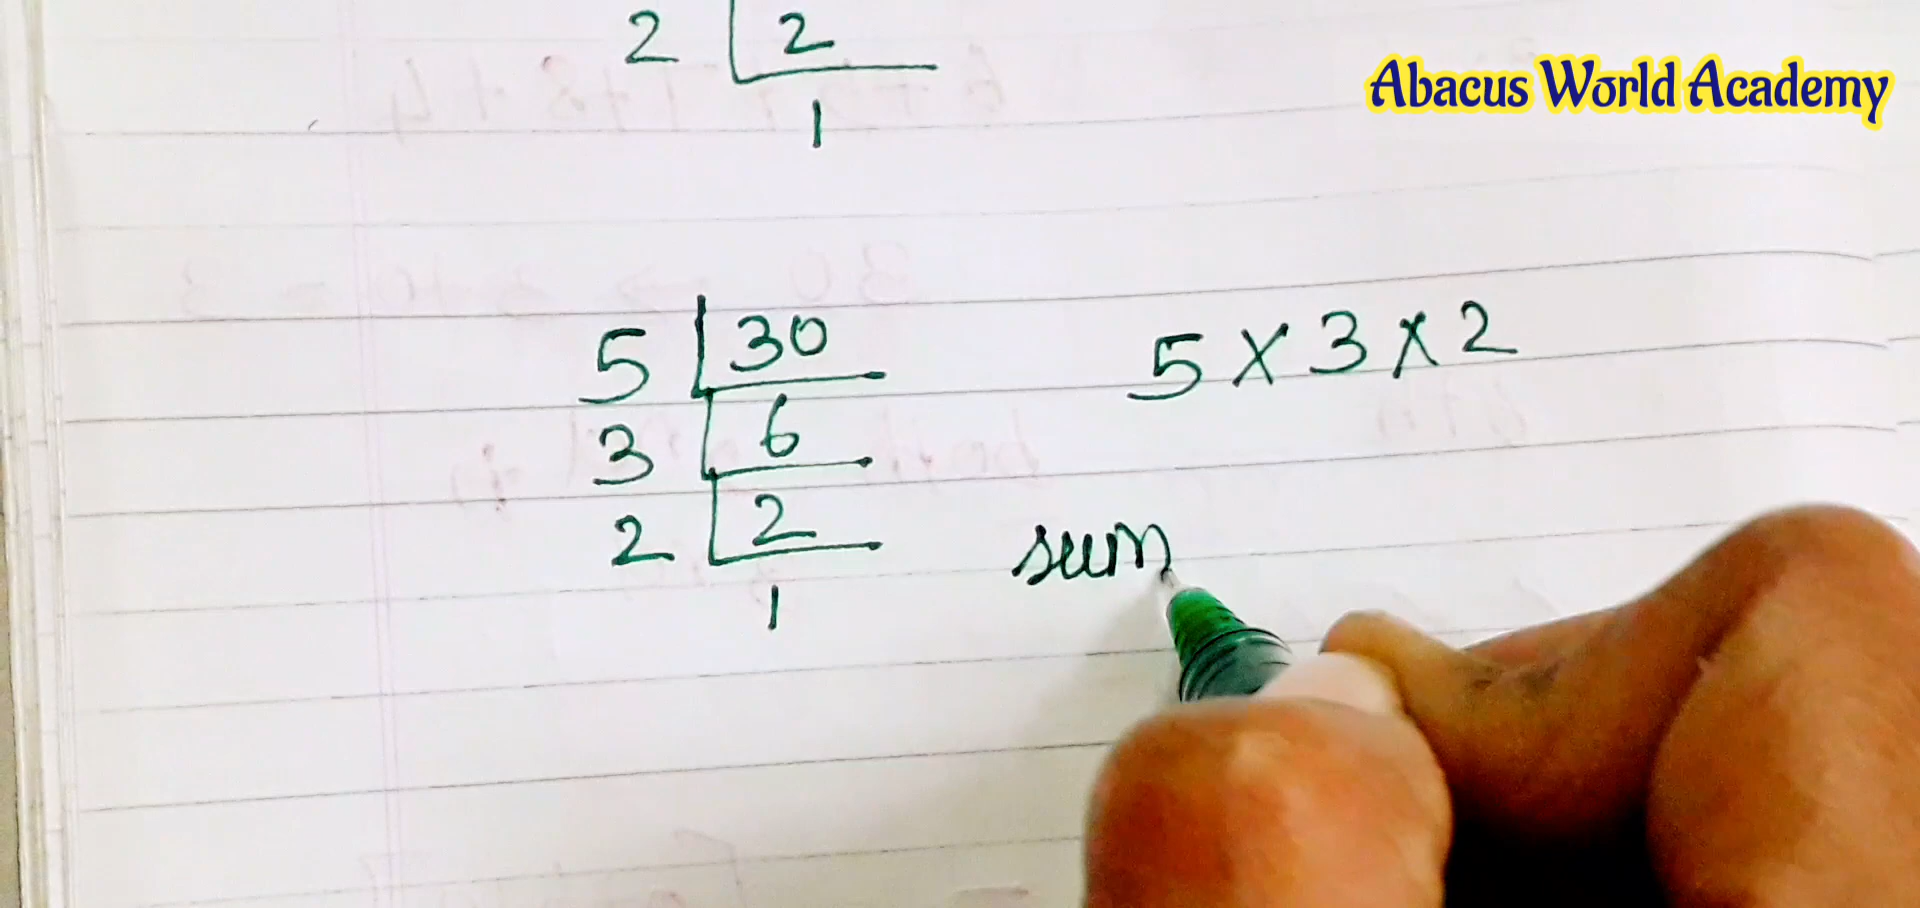 2 2
Abacus World Academy
1
5 30 5 X 3 X 2
3 6
2 2 sum
1